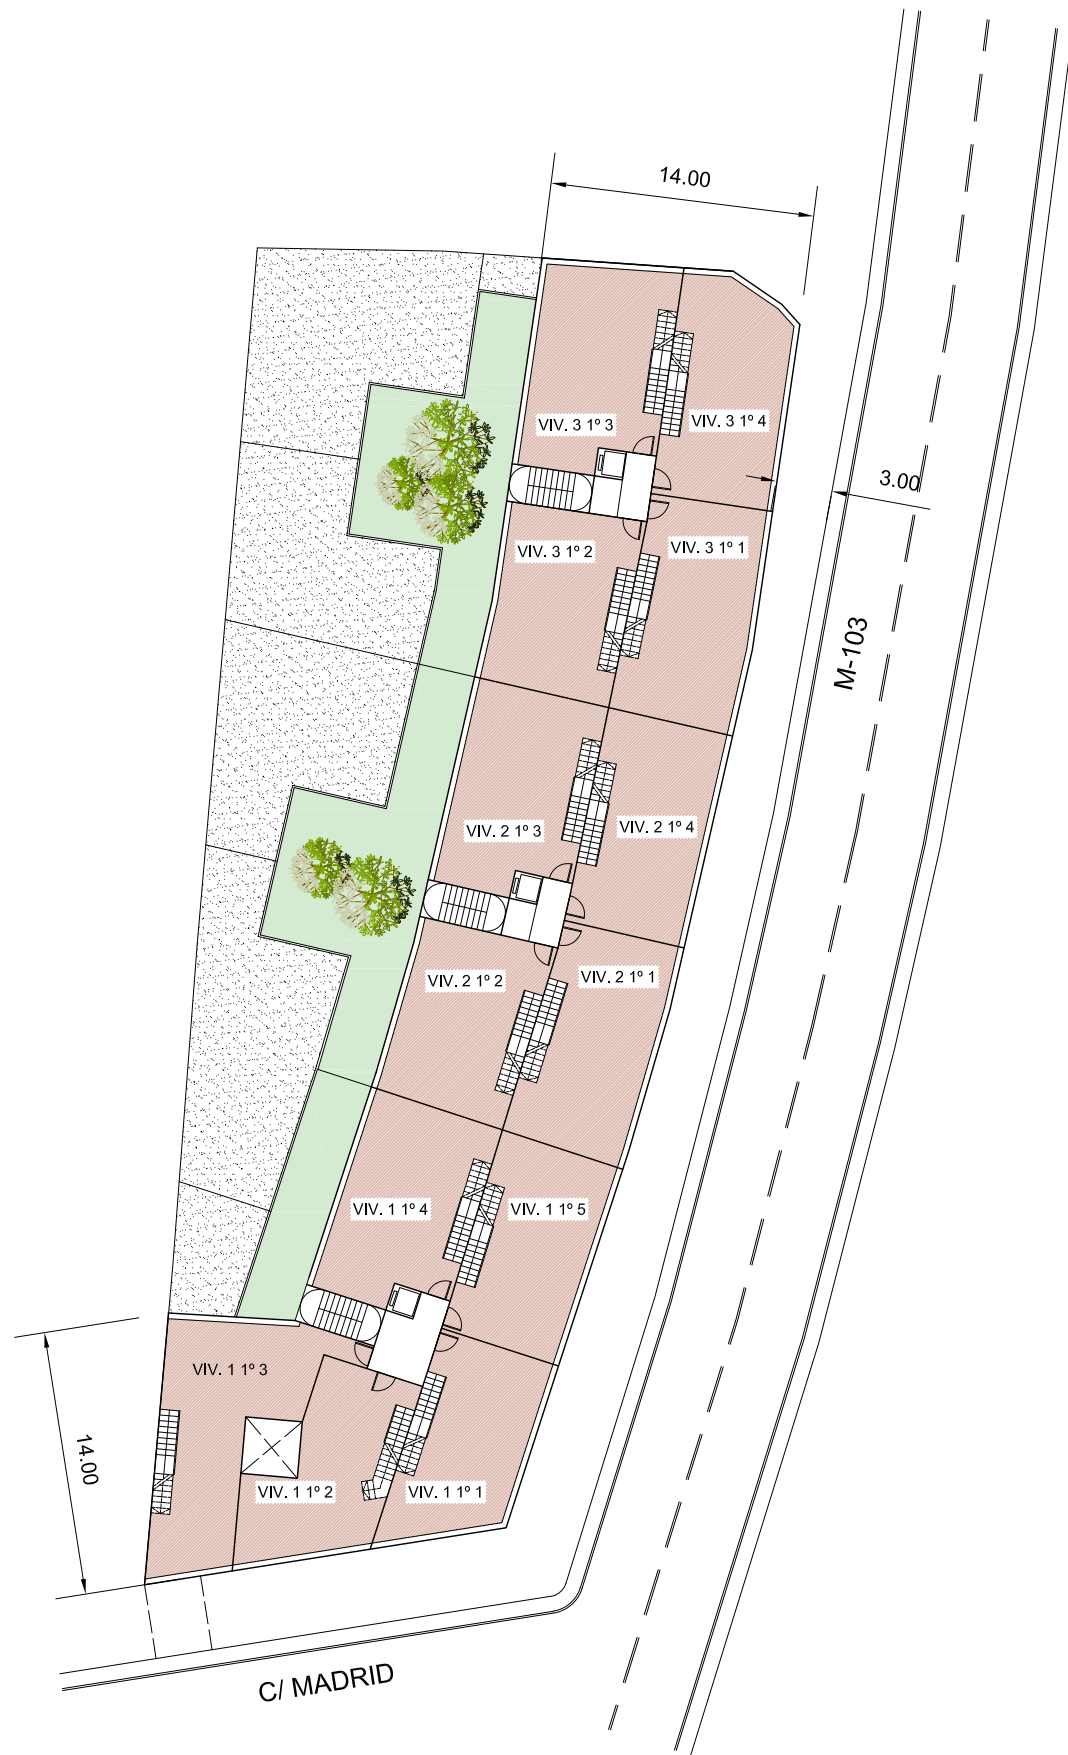 14.00
VIV. 3 1º 3
VIV. 3 1º 4
3.00
VIV. 3 1º 2
VIV. 3 1º 1
M-103
VIV. 2 1º 3
VIV. 2 1º 4
VIV. 2 1º 2
VIV. 2 1º 1
VIV. 1 1º 4
VIV. 1 1º 5
VIV. 1 1º 3
14.00
VIV. 1 1º 2
VIV. 1 1º 1
C/ MADRID